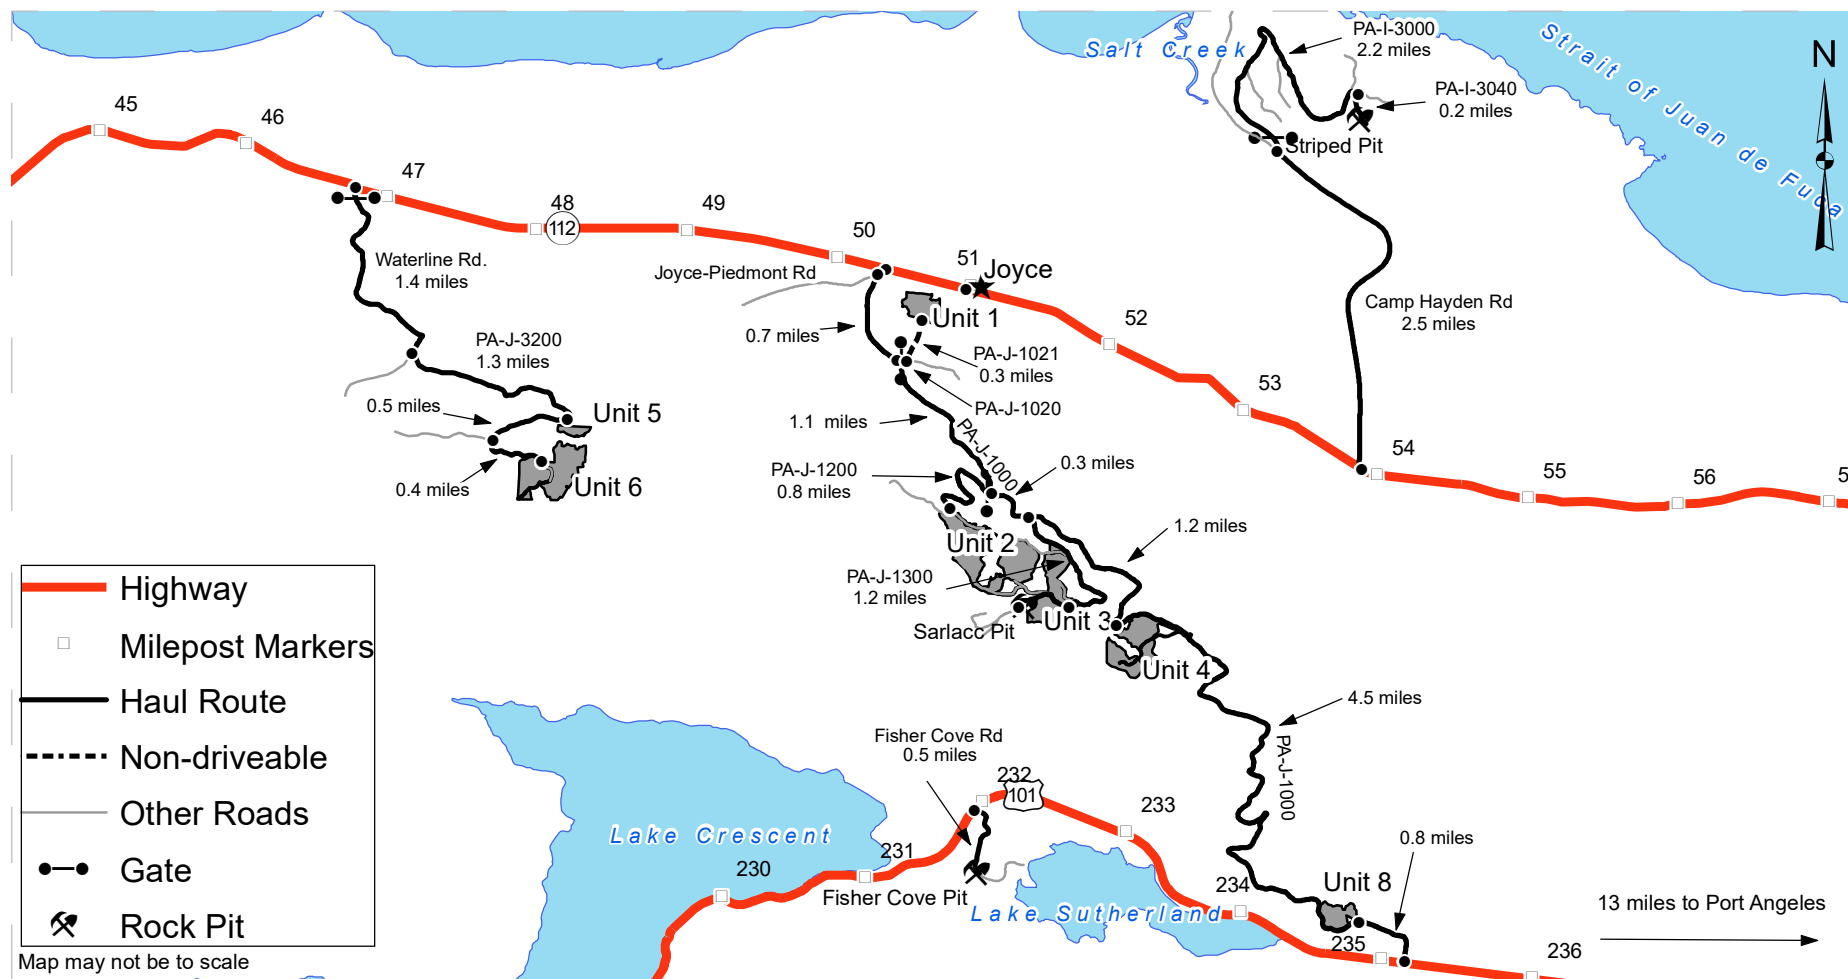 PA-I-3000
2.2 miles
Salt Creek
Strait of Juan de Fuca
N
PA-I-3040
0.2 miles
45
46
Striped Pit
47
48
112
49
50
51
Joyce
Joyce-Piedmont Rd
Waterline Rd.
1.4 miles
Camp Hayden Rd
2.5 miles
Unit 1
52
0.7 miles
PA-J-3200
1.3 miles
PA-J-1021
0.3 miles
53
0.5 miles
Unit 5
PA-J-1020
1.1 miles
PA-J-1000
54
0.3 miles
PA-J-1200
0.8 miles
55
56
5
0.4 miles
Unit 6
1.2 miles
Unit 2
PA-J-1300
1.2 miles
Unit 3
Sarlacc Pit
Unit 4
4.5 miles
Highway
Milepost Markers
Haul Route
Non-driveable
Other Roads
Gate
Rock Pit
Map may not be to scale
Fisher Cove Rd
0.5 miles
PA-J-1000
232
101
233
Lake Crescent
231
230
Fisher Cove Pit
0.8 miles
Unit 8
234
Lake Sutherland
235
236
13 miles to Port Angeles